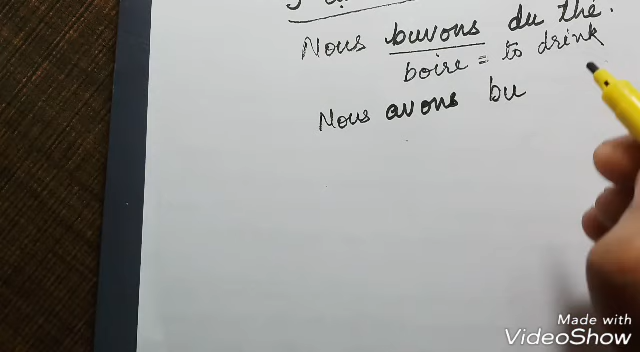 Nous buvons du thé.
boire = to drink
Nous avons bu
Made with
VideoShow